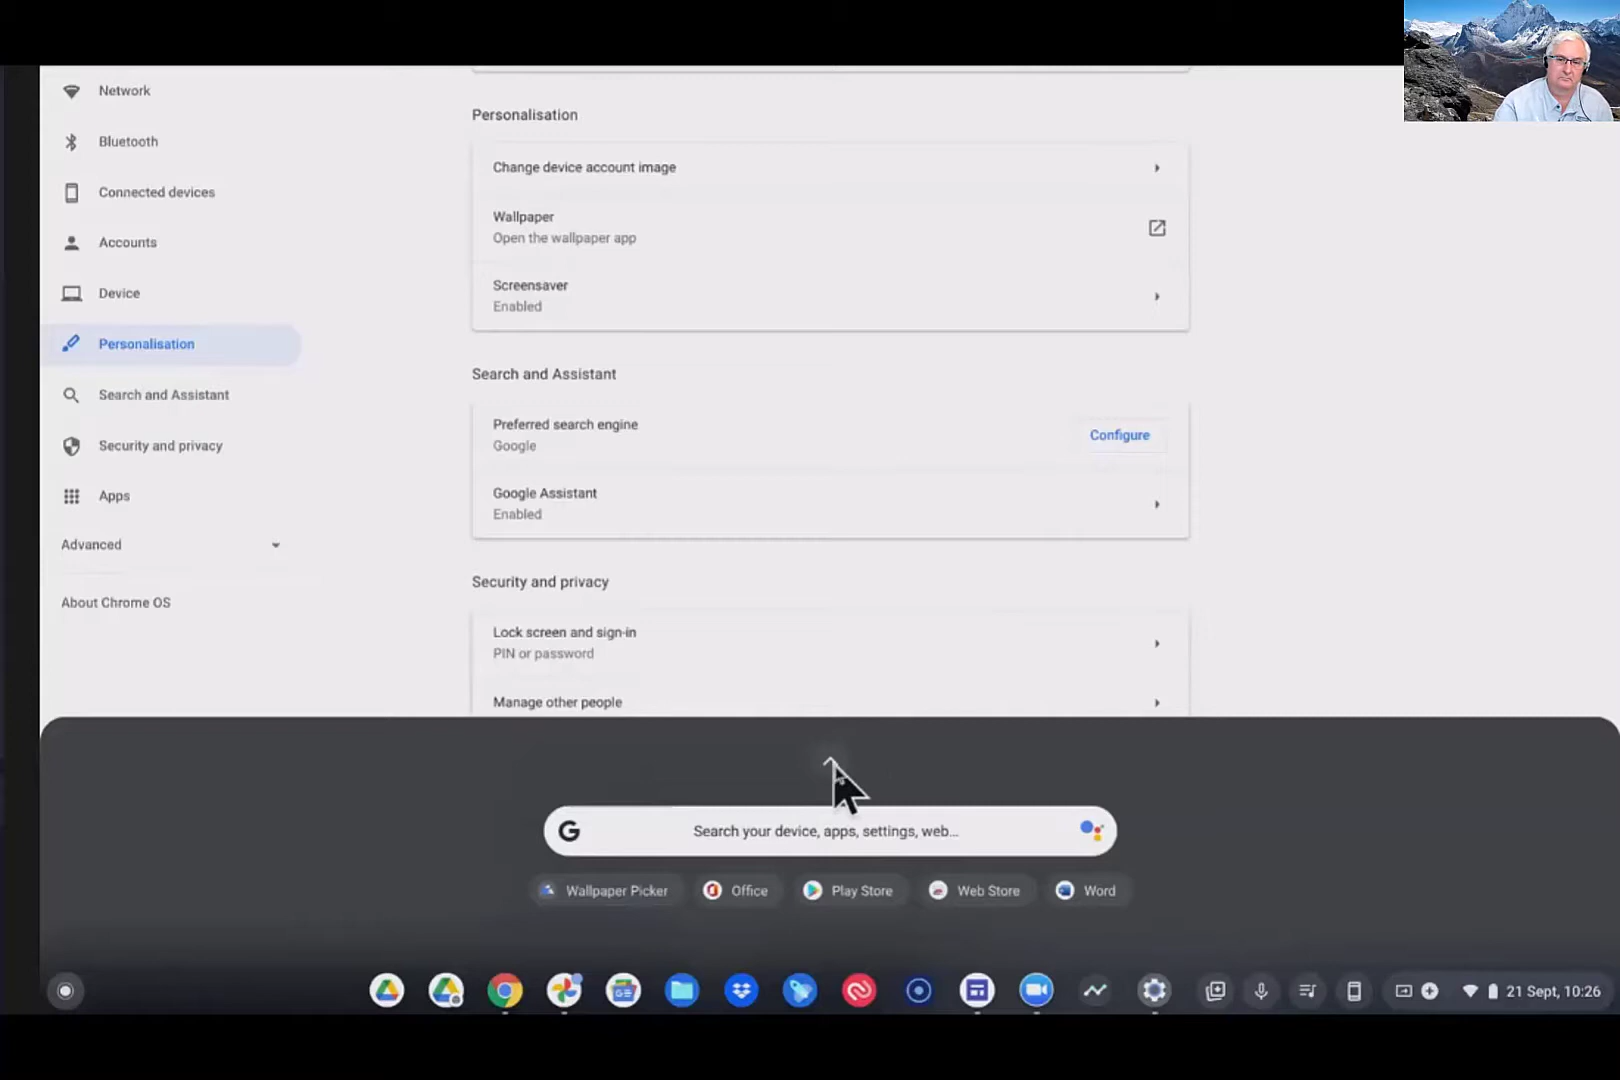 Network
Bluetooth
Connected devices
Accounts
Device
Personalisation
Search and Assistant
Security and privacy
Apps
Advanced
About Chrome OS
Personalisation
Change device account image
Wallpaper
Open the wallpaper app
Screensaver
Enabled
Search and Assistant
Preferred search engine
Google
Configure
Google Assistant
Enabled
Security and privacy
Lock screen and sign-in
PIN or password
Manage other people
G
Search your device, apps, settings, web...
Wallpaper Picker
Office
Play Store
Web Store
Word
21 Sept, 10:26